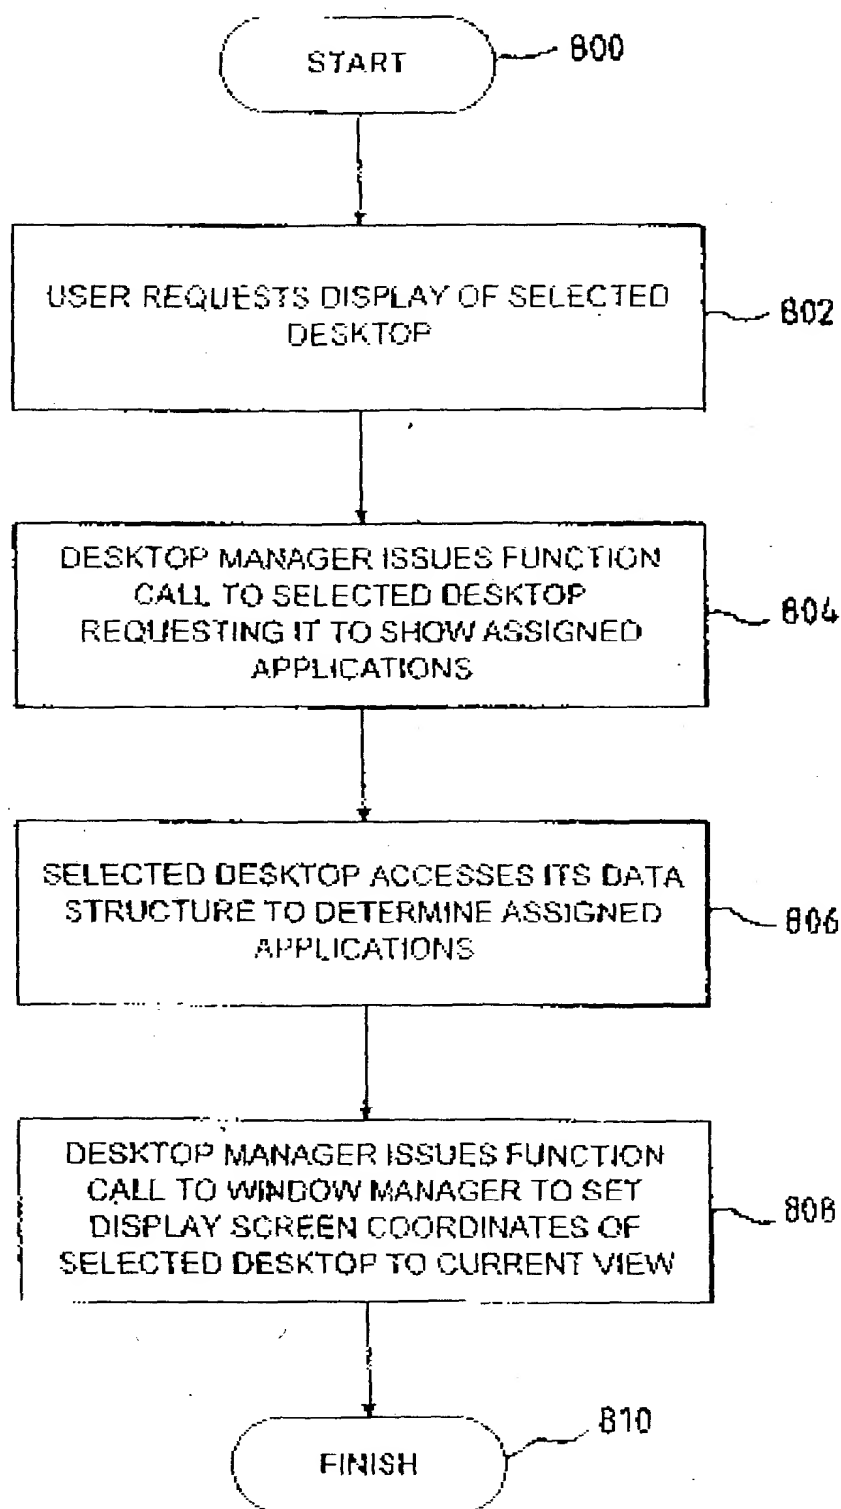 START
800
USER REQUESTS DISPLAY OF SELECTED
DESKTOP
802
DESKTOP MANAGER ISSUES FUNCTION
CALL TO SELECTED DESKTOP
REQUESTING IT TO SHOW ASSIGNED
APPLICATIONS
804
SELECTED DESKTOP ACCESSES ITS DATA
STRUCTURE TO DETERMINE ASSIGNED
APPLICATIONS
806
DESKTOP MANAGER ISSUES FUNCTION
CALL TO WINDOW MANAGER TO SET
DISPLAY SCREEN COORDINATES OF
SELECTED DESKTOP TO CURRENT VIEW
808
FINISH
810